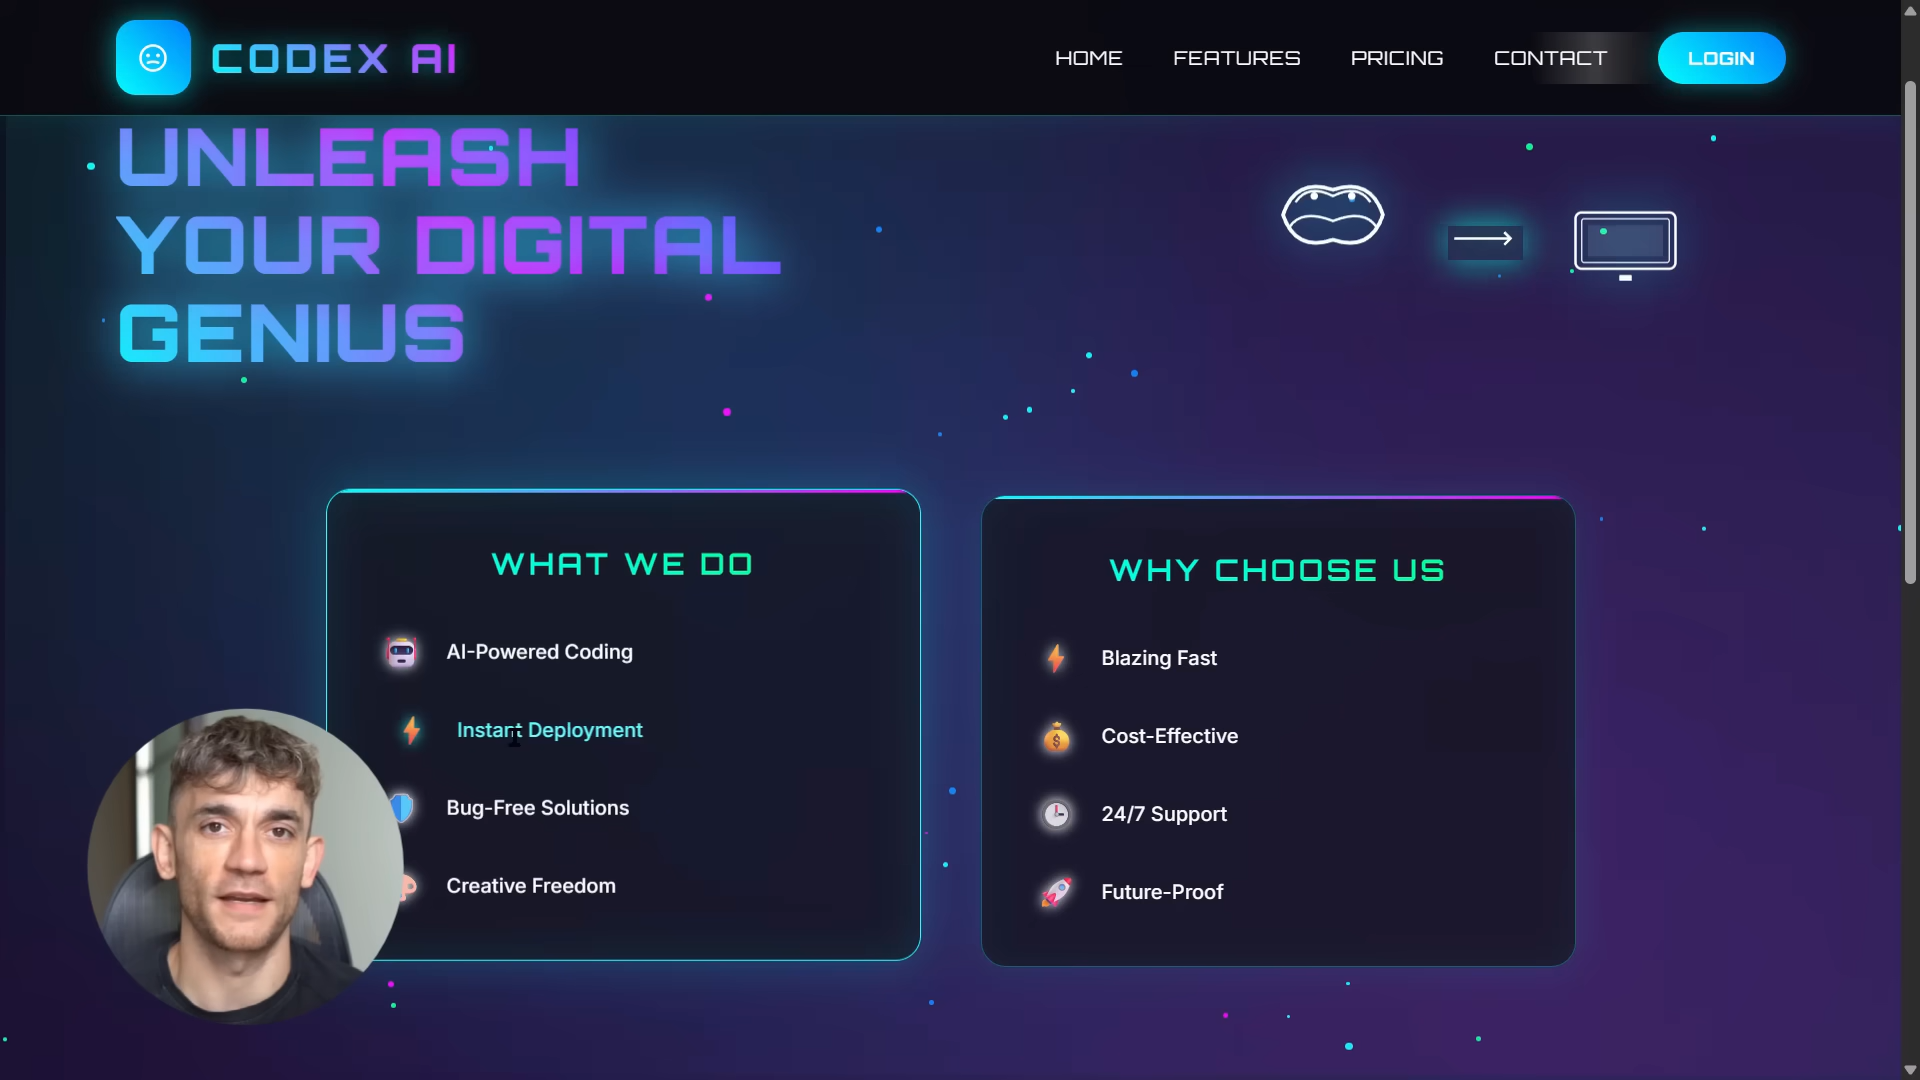 CODEX AI
HOME
FEATURES
PRICING
CONTACT
LOGIN
UNLEASH
YOUR DIGITAL
GENIUS
WHAT WE DO
AI-Powered Coding
Instant Deployment
Bug-Free Solutions
Creative Freedom
WHY CHOOSE US
Blazing Fast
Cost-Effective
24/7 Support
Future-Proof